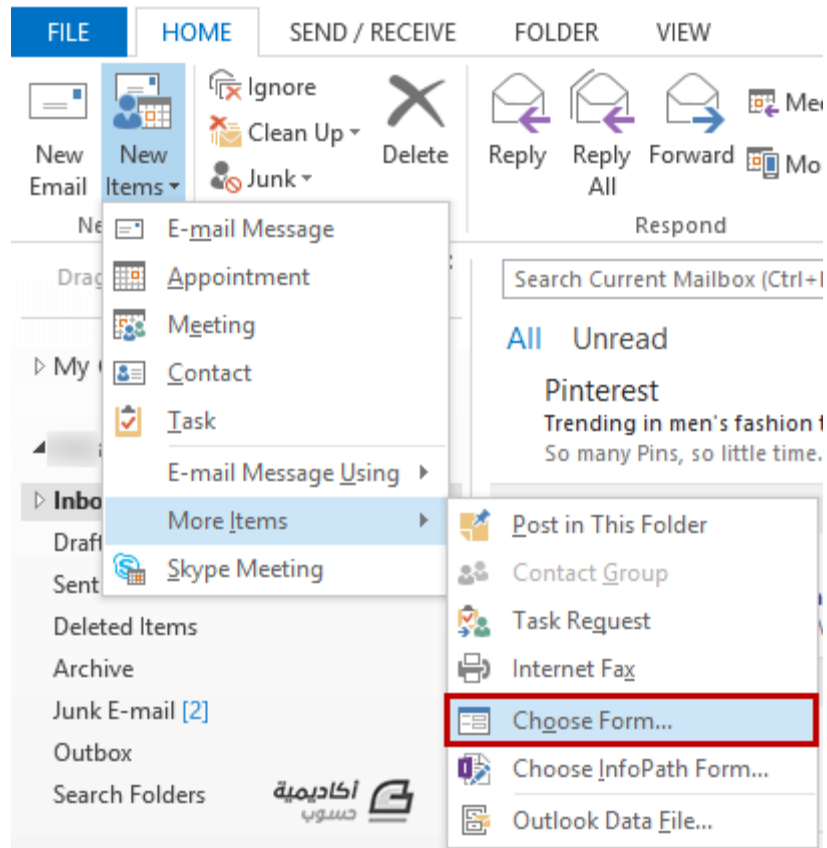 FILE HOME SEND / RECEIVE FOLDER VIEW
Ignore
Clean Up
Junk
New Email
New Items
Delete
Reply
Reply All
Forward
Respond
E-mail Message
Appointment
Meeting
Contact
Task
E-mail Message Using
More Items
Skype Meeting
Post in This Folder
Contact Group
Task Request
Internet Fax
Choose Form...
Choose InfoPath Form...
Outlook Data File...
Search Current Mailbox (Ctrl+
All Unread
Pinterest
Trending in men's fashion
So many Pins, so little time.
My
Sent
Deleted Items
Archive
Junk E-mail [2]
Outbox
Search Folders
أكاديمية
حسوب